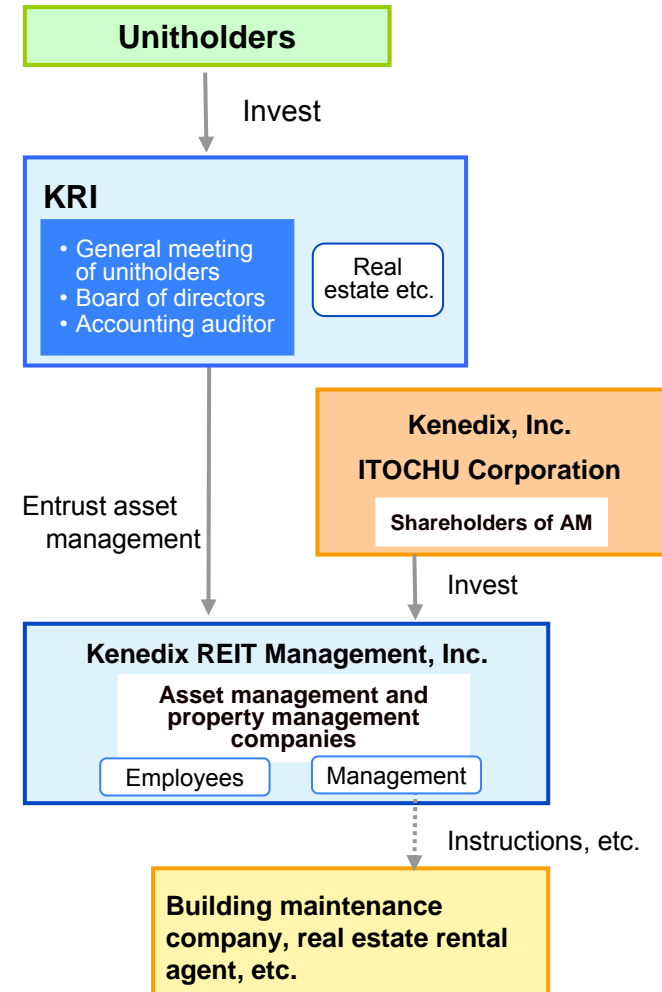 Unitholders
Invest
KRI
• General meeting
of unitholders
• Board of directors
• Accounting auditor
Real
estate etc.
Kenedix, Inc.
ITOCHU Corporation
Shareholders of AM
Entrust asset
management
Invest
Kenedix REIT Management, Inc.
Asset management and
property management
companies
Employees
Management
Instructions, etc.
Building maintenance
company, real estate rental
agent, etc.